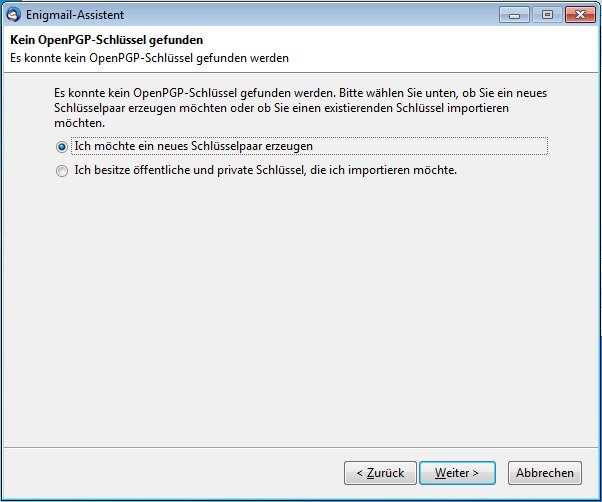 Enigmail-Assistent
Kein OpenPGP-Schlüssel gefunden
Es konnte kein OpenPGP-Schlüssel gefunden werden
Es konnte kein OpenPGP-Schlüssel gefunden werden. Bitte wählen Sie unten, ob Sie ein neues
Schlüsselpaar erzeugen möchten oder ob Sie einen existierenden Schlüssel importieren
möchten.
Ich möchte ein neues Schlüsselpaar erzeugen
Ich besitze öffentliche und private Schlüssel, die ich importieren möchte.
< Zurück Weiter > Abbrechen